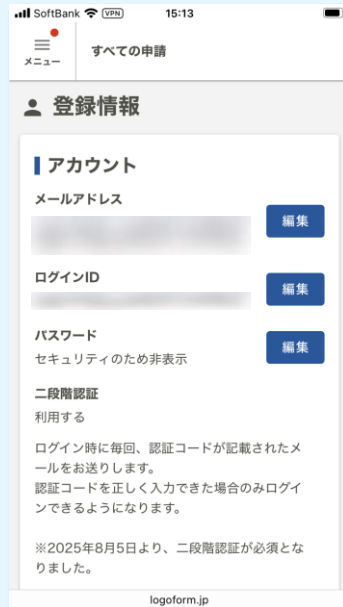 SoftBank VPN 15:13
メニュー
すべての申請
登録情報
アカウント
メールアドレス
編集
ログインID
編集
パスワード
セキュリティのため非表示
編集
二段階認証
利用する
ログイン時に毎回、認証コードが記載されたメ
ールをお送りします。
認証コードを正しく入力できた場合のみログイ
ンできるようになります。
※2025年8月5日より、二段階認証が必須とな
りました。
logoform.jp